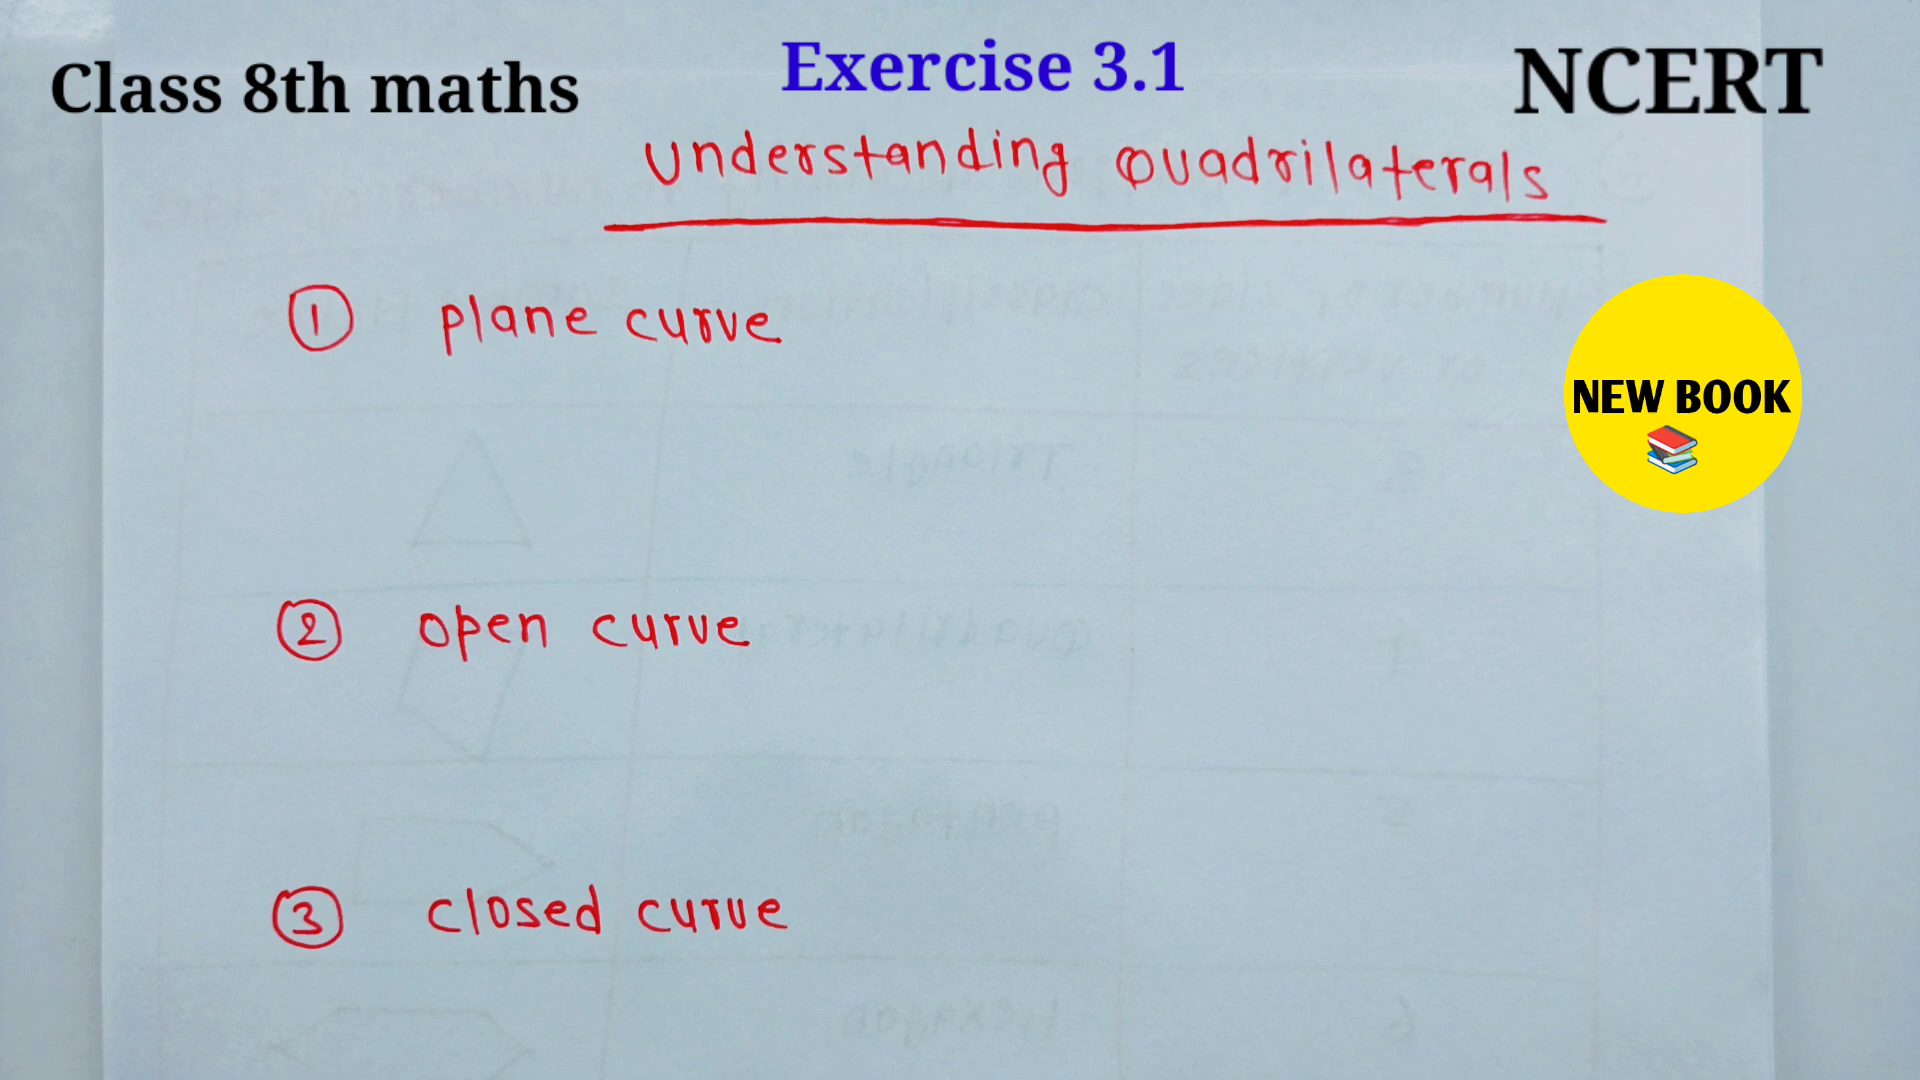 Class 8th maths
Exercise 3.1
NCERT
Understanding Quadrilaterals
1 plane curve
NEW BOOK
2 open curve
3 closed curve